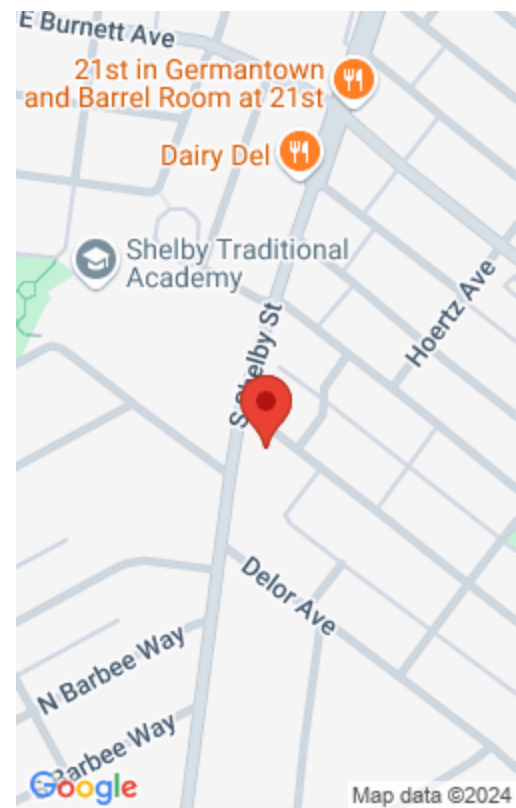 E Burnett Ave
21st in Germantown
and Barrel Room at 21st
Dairy Del
Shelby Traditional
Academy
Hoertz Ave
S Shelby St
Delor Ave
N Barbee Way
Barbee Way
Google
Map data ©2024